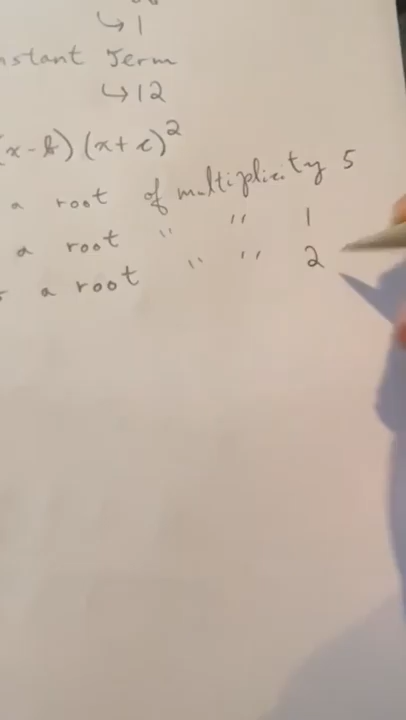 ↳1
nstant Term
↳12
(x-b)(x+c)²
a root of multiplicity 5
a root " " 1
a root " " 2